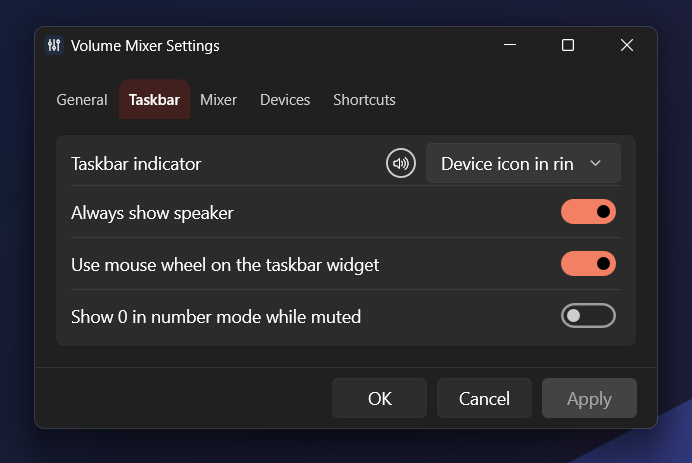 Volume Mixer Settings
General Taskbar Mixer Devices Shortcuts
Taskbar indicator Device icon in rin
Always show speaker
Use mouse wheel on the taskbar widget
Show 0 in number mode while muted
OK Cancel Apply